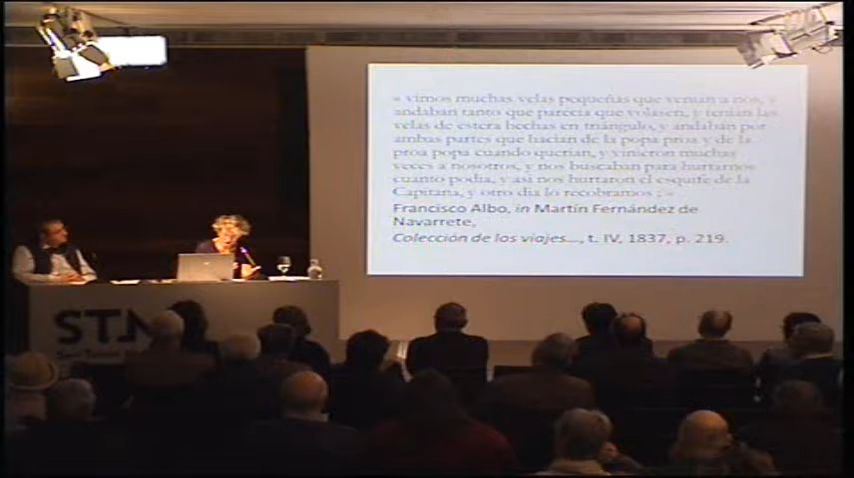 « vimos muchas velas pequeñas que venían a nos, y
andaban tanto que parecía que volasen, y tenían las
velas de estera hechas en triángulo, y andaban por
ambas partes que hacían de la popa proa y de la
proa popa cuando querían, y vinieron muchas
veces a nosotros, y nos buscaban para hurtarnos
cuanto podía, y así nos hurtaron el esquife de la
Capitana, y otro día lo recobramos ; »
Francisco Albo, in Martín Fernández de
Navarrete,
Colección de los viajes..., t. IV, 1837, p. 219.
STM
San Telmo